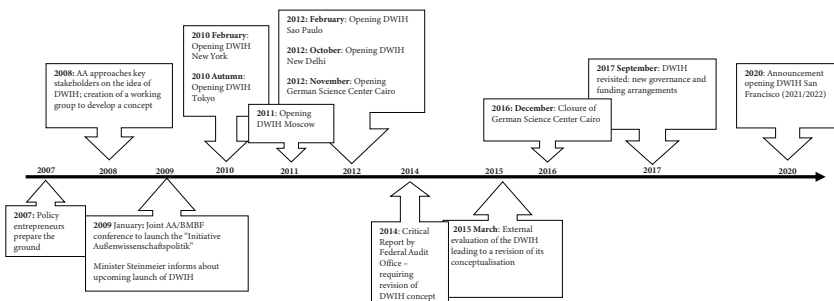 2008: AA approaches key
stakeholders on the idea of
DWIH; creation of a working
group to develop a concept
2010 February:
Opening DWIH
New York
2010 Autumn:
Opening DWIH
Tokyo
2011: Opening
DWIH Moscow
2012: February: Opening DWIH
Sao Paulo
2012: October: Opening DWIH
New Delhi
2012: November: Opening
German Science Center Cairo
2016: December: Closure of
German Science Center Cairo
2017 September: DWIH
revisited: new governance and
funding arrangements
2020: Announcement
opening DWIH San
Francisco (2021/2022)
2007 2008 2009 2010 2011 2012 2014 2015 2016 2017 2020
2007: Policy
entrepreneurs
prepare the
ground
2009 January: Joint AA/BMBF
conference to launch the “Initiative
Außenwissenschaftspolitik”
Minister Steinmeier informs about
upcoming launch of DWIH
2014: Critical
Report by
Federal Audit
Office –
requiring
revision of
DWIH concept
2015 March: External
evaluation of the DWIH
leading to a revision of its
conceptualisation